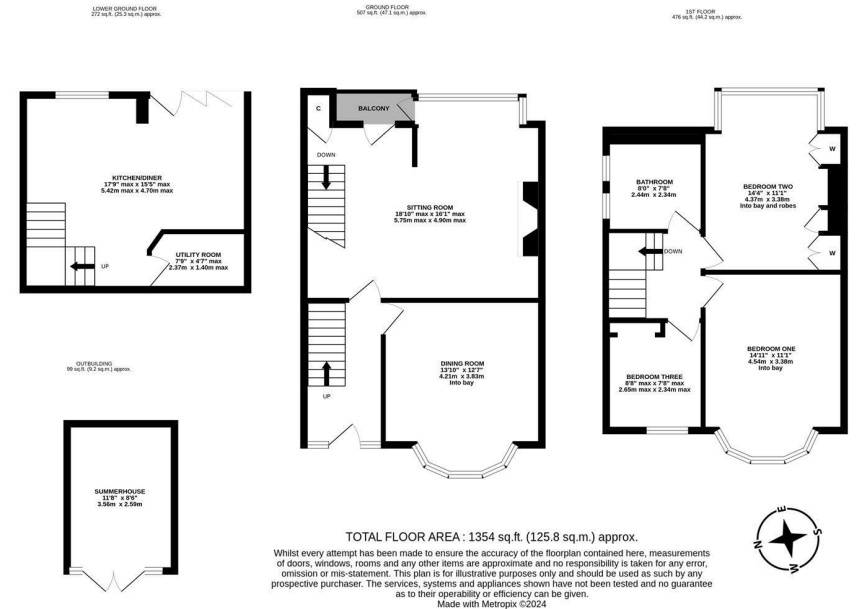 LOWER GROUND FLOOR
272 sq.ft. (25.3 sq.m.) approx.
GROUND FLOOR
507 sq.ft. (47.1 sq.m.) approx.
1ST FLOOR
476 sq.ft. (44.2 sq.m.) approx.
KITCHEN/DINER
17'9" max x 15'5" max
5.42m max x 4.70m max
UTILITY ROOM
7'9" x 4'7" max
2.37m x 1.40m max
UP
C
BALCONY
DOWN
SITTING ROOM
18'10" max x 16'1" max
5.75m max x 4.90m max
DINING ROOM
13'10" x 12'7"
4.21m x 3.83m
Into bay
UP
BATHROOM
8'0" x 7'8"
2.44m x 2.34m
W
BEDROOM TWO
14'4" x 11'1"
4.37m x 3.38m
Into bay and robes
DOWN
W
BEDROOM ONE
14'11" x 11'1"
4.54m x 3.38m
Into bay
BEDROOM THREE
8'8" max x 7'8" max
2.65m max x 2.34m max
OUTBUILDING
99 sq.ft. (9.2 sq.m.) approx.
SUMMERHOUSE
11'8" x 8'6"
3.56m x 2.59m
N
E
S
W
TOTAL FLOOR AREA : 1354 sq.ft. (125.8 sq.m.) approx.
Whilst every attempt has been made to ensure the accuracy of the floorplan contained here, measurements
of doors, windows, rooms and any other items are approximate and no responsibility is taken for any error,
omission or mis-statement. This plan is for illustrative purposes only and should be used as such by any
prospective purchaser. The services, systems and appliances shown have not been tested and no guarantee
as to their operability or efficiency can be given.
Made with Metropix ©2024